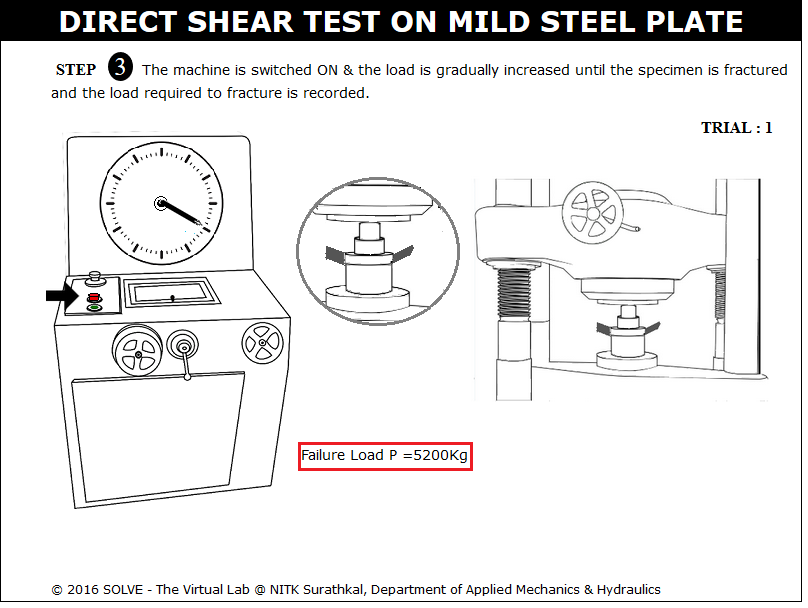 DIRECT SHEAR TEST ON MILD STEEL PLATE
STEP 3 The machine is switched ON & the load is gradually increased until the specimen is fractured
and the load required to fracture is recorded.
TRIAL : 1
Failure Load P =5200Kg
© 2016 SOLVE - The Virtual Lab @ NITK Surathkal, Department of Applied Mechanics & Hydraulics